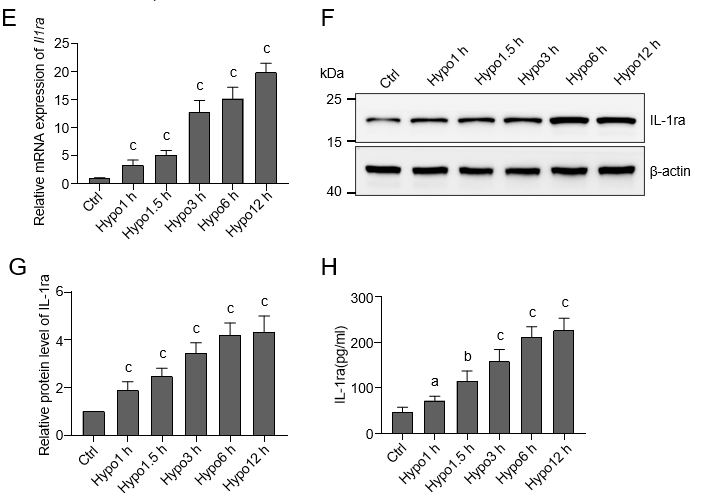 E
Relative mRNA expression of Il1ra
25
20
15
10
5
0
c
c
c
c
c
Ctrl
Hypo1 h
Hypo1.5 h
Hypo3 h
Hypo6 h
Hypo12 h
F
kDa
Ctrl
Hypo1 h
Hypo1.5 h
Hypo3 h
Hypo6 h
Hypo12 h
25
15
40
IL-1ra
β-actin
G
Relative protein level of IL-1ra
6
4
2
0
c
c
c
c
c
Ctrl
Hypo1 h
Hypo1.5 h
Hypo3 h
Hypo6 h
Hypo12 h
H
IL-1ra(pg/ml)
300
200
100
0
a
b
c
c
c
Ctrl
Hypo1 h
Hypo1.5 h
Hypo3 h
Hypo6 h
Hypo12 h